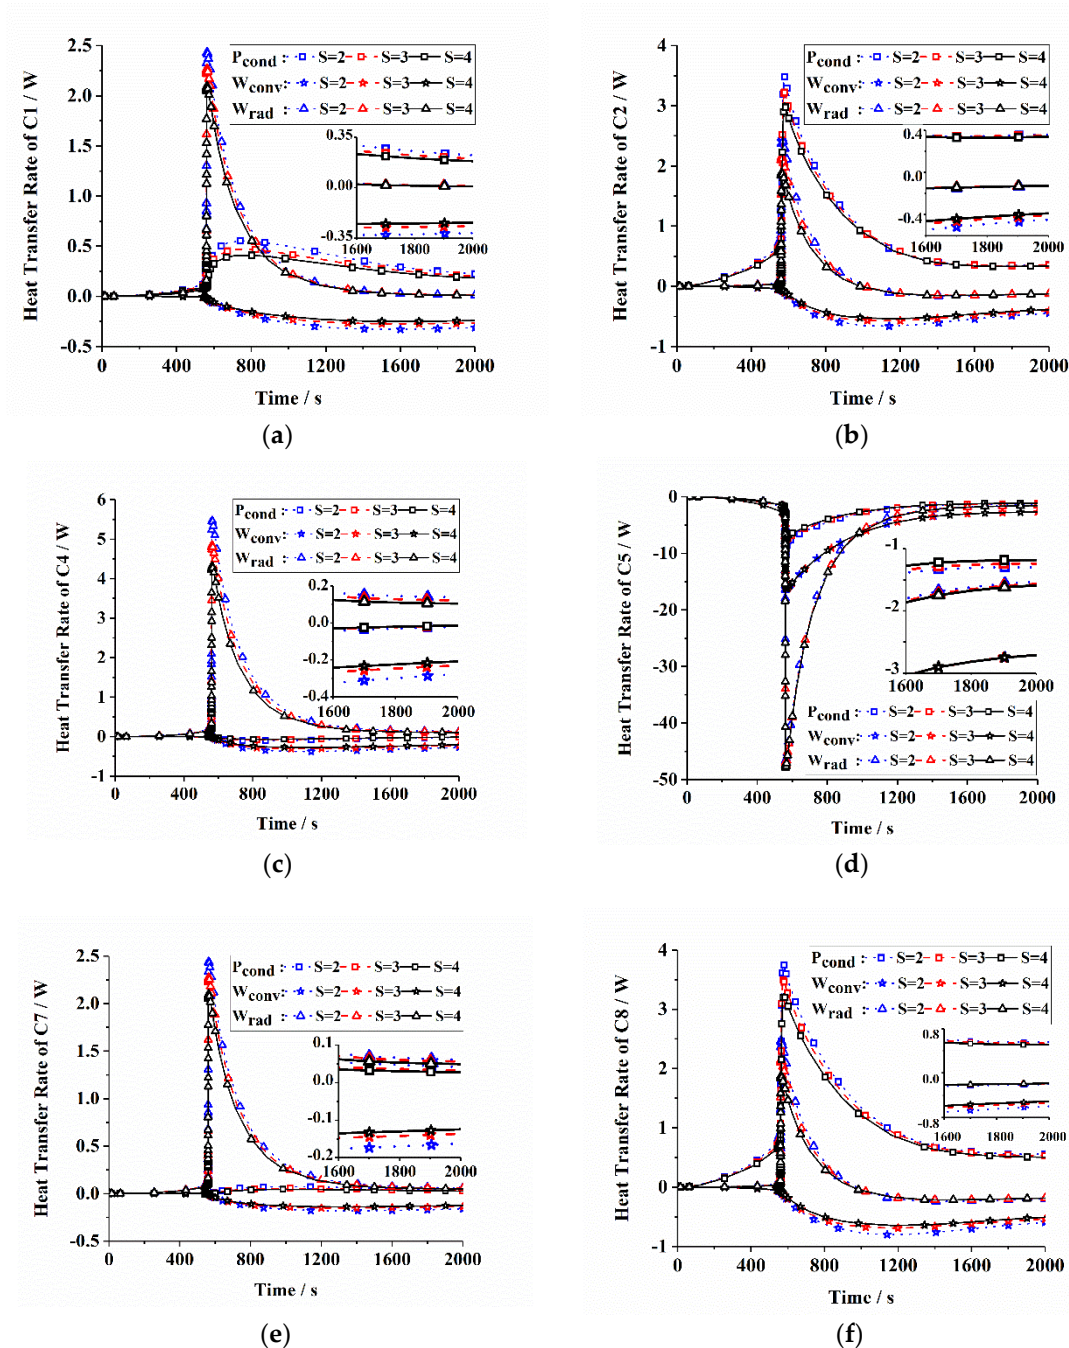 Heat Transfer Rate of C1 / W
2.5
2.0
1.5
1.0
0.5
0.0
-0.5
Pcond : S=2 S=3 S=4
Wconv : S=2 S=3 S=4
Wrad : S=2 S=3 S=4
0.35
0.00
-0.35
1600 1800 2000
0 400 800 1200 1600 2000
Time / s
(a)
Heat Transfer Rate of C2 / W
4
3
2
1
0
-1
Pcond : S=2 S=3 S=4
Wconv : S=2 S=3 S=4
Wrad : S=2 S=3 S=4
0.4
0.0
-0.4
1600 1800 2000
0 400 800 1200 1600 2000
Time / s
(b)
Heat Transfer Rate of C4 / W
6
5
4
3
2
1
0
-1
Pcond : S=2 S=3 S=4
Wconv : S=2 S=3 S=4
Wrad : S=2 S=3 S=4
0.2
0.0
-0.2
-0.4
1600 1800 2000
0 400 800 1200 1600 2000
Time / s
(c)
Heat Transfer Rate of C5 / W
0
-10
-20
-30
-40
-50
-1
-2
-3
1600 1800 2000
Pcond : S=2 S=3 S=4
Wconv : S=2 S=3 S=4
Wrad : S=2 S=3 S=4
0 400 800 1200 1600 2000
Time / s
(d)
Heat Transfer Rate of C7 / W
2.5
2.0
1.5
1.0
0.5
0.0
-0.5
Pcond : S=2 S=3 S=4
Wconv : S=2 S=3 S=4
Wrad : S=2 S=3 S=4
0.1
0.0
-0.1
-0.2
1600 1800 2000
0 400 800 1200 1600 2000
Time / s
(e)
Heat Transfer Rate of C8 / W
4
3
2
1
0
-1
Pcond : S=2 S=3 S=4
Wconv : S=2 S=3 S=4
Wrad : S=2 S=3 S=4
0.8
0.0
-0.8
1600 1800 2000
0 400 800 1200 1600 2000
Time / s
(f)